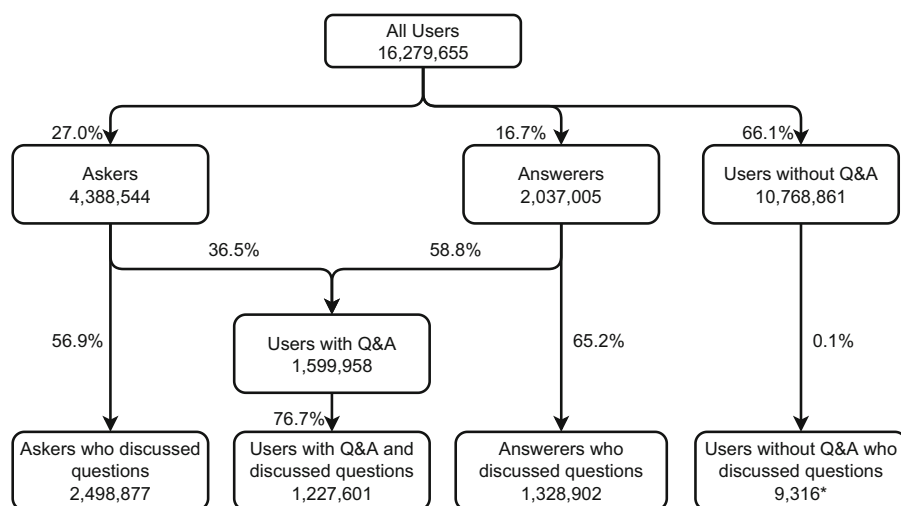 All Users
16,279,655
27.0%
16.7%
66.1%
Askers
4,388,544
Answerers
2,037,005
Users without Q&A
10,768,861
36.5%
58.8%
56.9%
Users with Q&A
1,599,958
65.2%
0.1%
76.7%
Askers who discussed
questions
2,498,877
Users with Q&A and
discussed questions
1,227,601
Answerers who
discussed questions
1,328,902
Users without Q&A who
discussed questions
9,316*